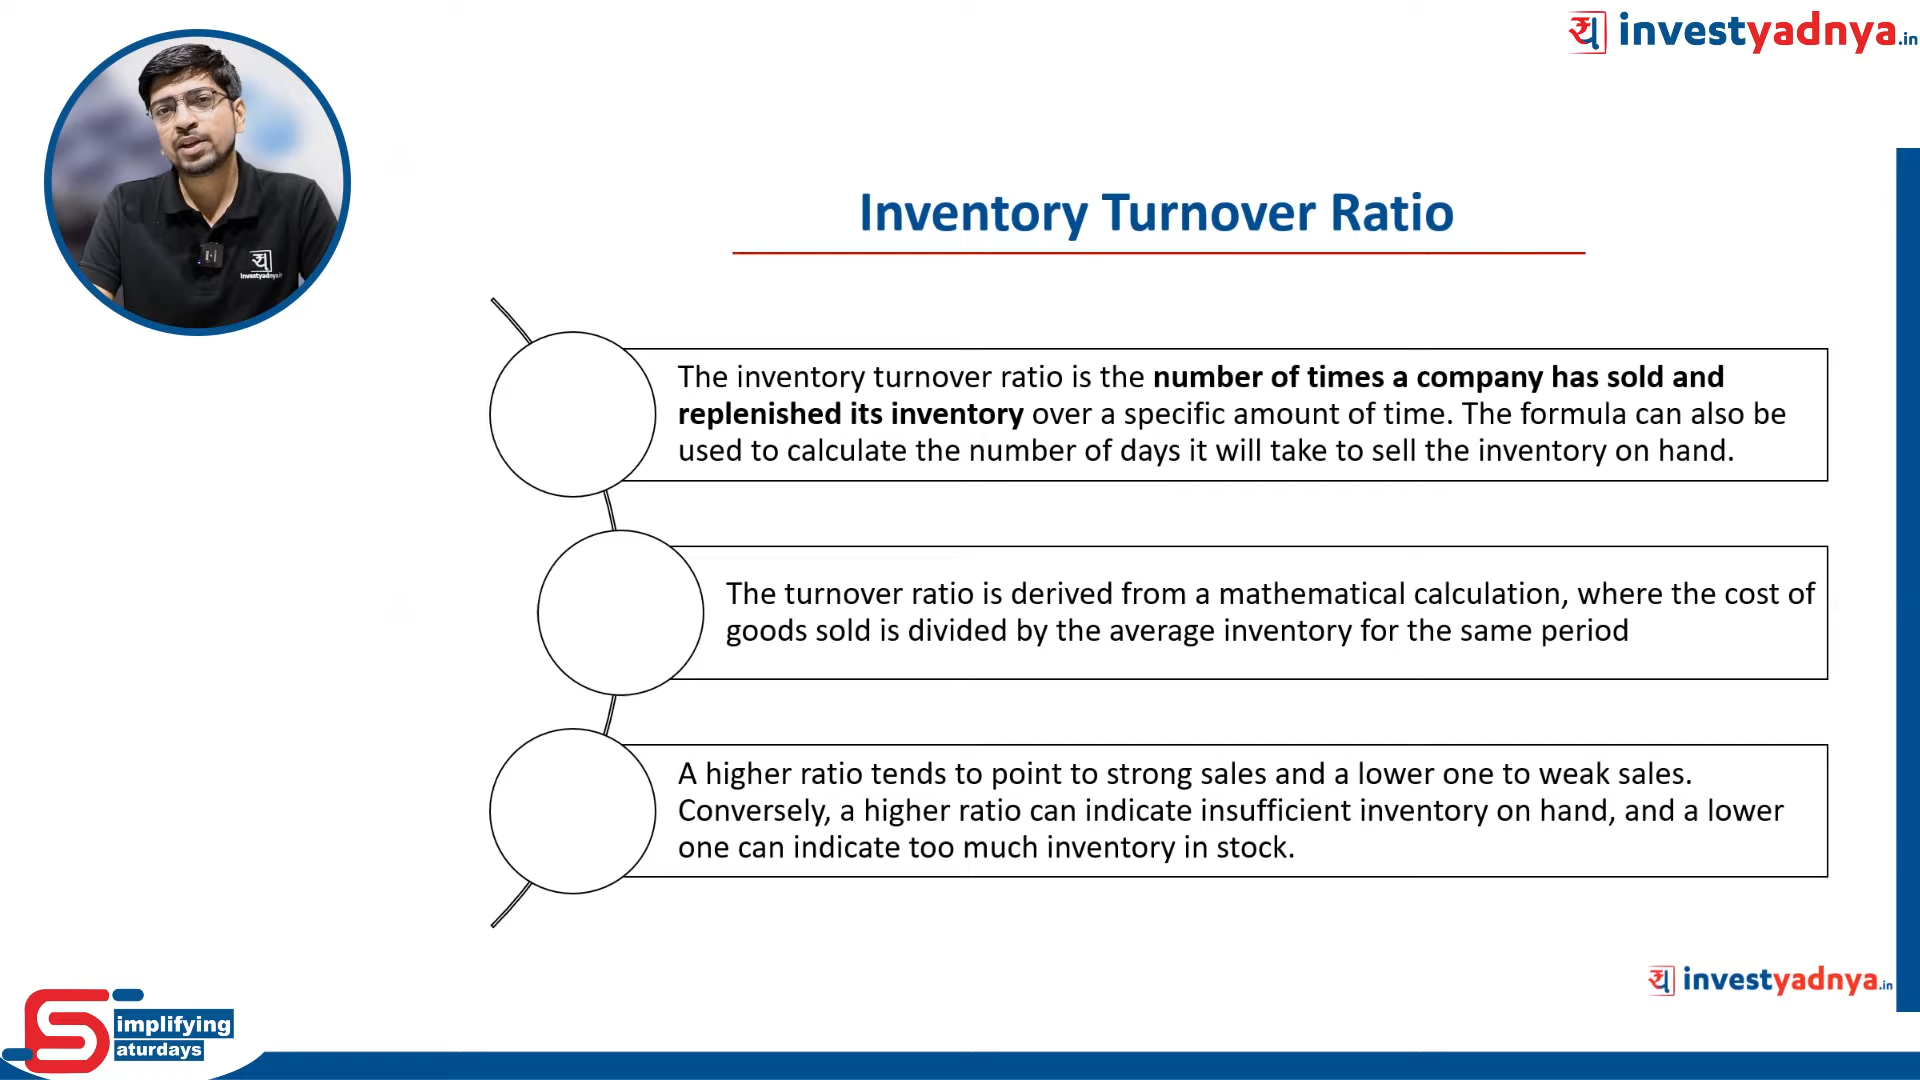 investyadnya.in
investyadnya.in
Inventory Turnover Ratio
The inventory turnover ratio is the number of times a company has sold and
replenished its inventory over a specific amount of time. The formula can also be
used to calculate the number of days it will take to sell the inventory on hand.
The turnover ratio is derived from a mathematical calculation, where the cost of
goods sold is divided by the average inventory for the same period
A higher ratio tends to point to strong sales and a lower one to weak sales.
Conversely, a higher ratio can indicate insufficient inventory on hand, and a lower
one can indicate too much inventory in stock.
investyadnya.in
Simplifying
Saturdays